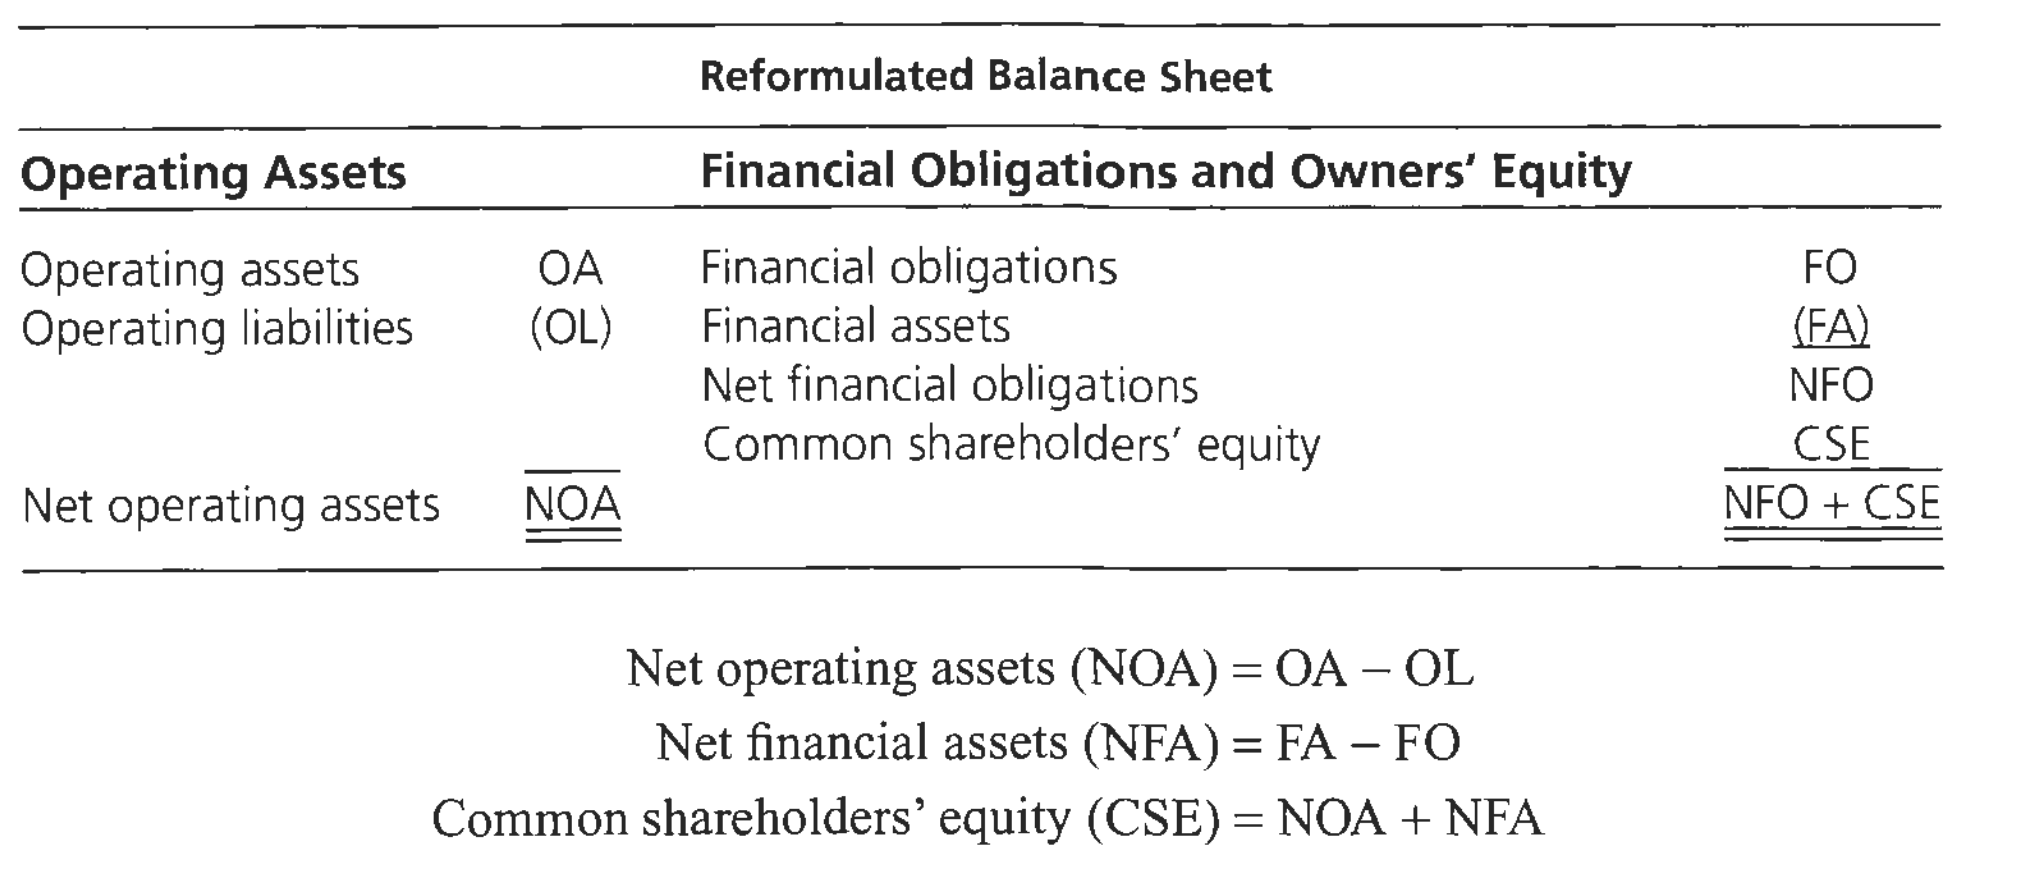 Reformulated Balance Sheet
Operating Assets Financial Obligations and Owners' Equity
Operating assets OA Financial obligations FO
Operating liabilities (OL) Financial assets (FA)
Net financial obligations NFO
Common shareholders' equity CSE
Net operating assets NOA NFO + CSE
Net operating assets (NOA) = OA – OL
Net financial assets (NFA) = FA – FO
Common shareholders' equity (CSE) = NOA + NFA